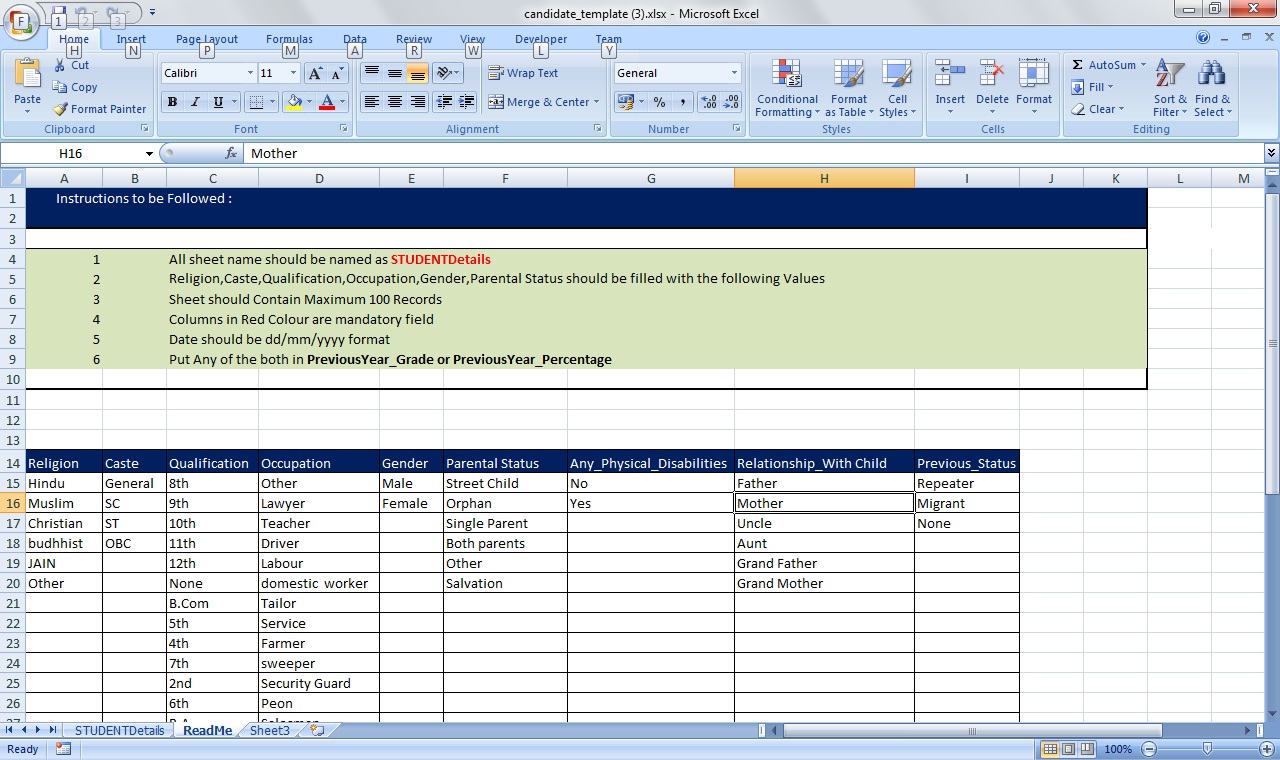 candidate_template (3).xlsx - Microsoft Excel
F 1 2 3
Home Insert Page Layout Formulas Data Review View Developer Team
H N P M A R W L Y
Paste Cut Copy Format Painter
Calibri 11 General
B I U
Wrap Text
Merge & Center
% ,
Conditional Formatting Format as Table Cell Styles
Insert Delete Format
Σ AutoSum Fill Clear
Sort & Filter Find & Select
Clipboard Font Alignment Number Styles Cells Editing
H16 fx Mother
A B C D E F G H I J K L M
1 Instructions to be Followed :
2
3
4 1 All sheet name should be named as STUDENTDetails
5 2 Religion,Caste,Qualification,Occupation,Gender,Parental Status should be filled with the following Values
6 3 Sheet should Contain Maximum 100 Records
7 4 Columns in Red Colour are mandatory field
8 5 Date should be dd/mm/yyyy format
9 6 Put Any of the both in PreviousYear_Grade or PreviousYear_Percentage
10
11
12
13
14 Religion Caste Qualification Occupation Gender Parental Status Any_Physical_Disabilities Relationship_With Child Previous_Status
15 Hindu General 8th Other Male Street Child No Father Repeater
16 Muslim SC 9th Lawyer Female Orphan Yes Mother Migrant
17 Christian ST 10th Teacher Single Parent Uncle None
18 budhhist OBC 11th Driver Both parents Aunt
19 JAIN 12th Labour Other Grand Father
20 Other None domestic worker Salvation Grand Mother
21 B.Com Tailor
22 5th Service
23 4th Farmer
24 7th sweeper
25 2nd Security Guard
26 6th Peon
STUDENTDetails ReadMe Sheet3
Ready 100%